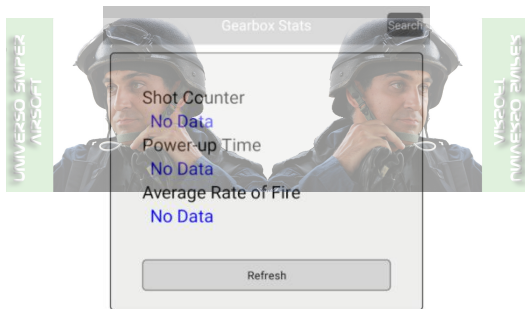 Gearbox Stats
Search
UNIVERSO SNIPER
AIRSOFT
Shot Counter
No Data
Power-up Time
No Data
Average Rate of Fire
No Data
Refresh
UNIVERSO SNIPER
AIRSOFT